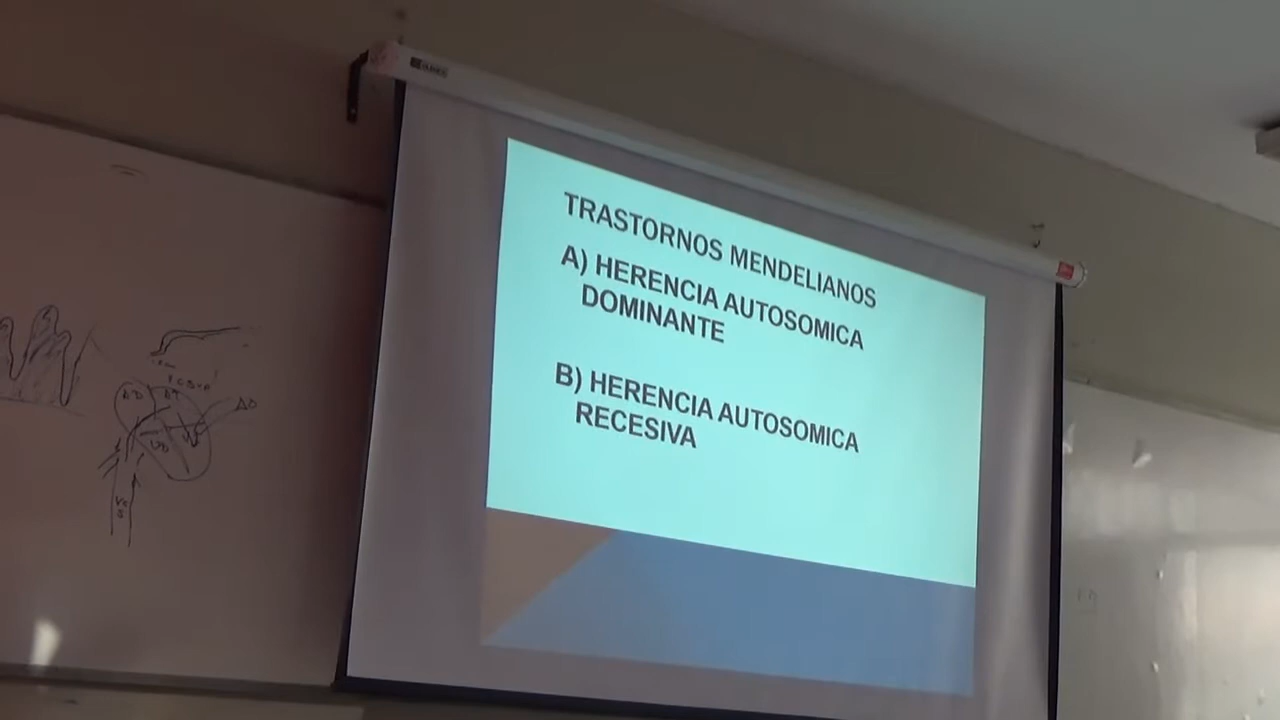 TRASTORNOS MENDELIANOS
A) HERENCIA AUTOSOMICA
DOMINANTE
B) HERENCIA AUTOSOMICA
RECESIVA